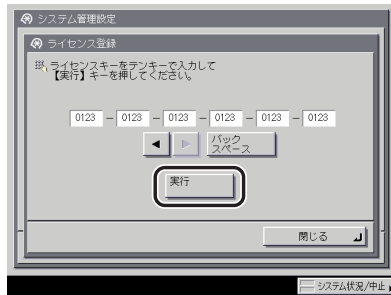 システム管理設定
ライセンス登録
ライセンスキーをテンキーで入力して
【実行】キーを押してください。
0123 – 0123 – 0123 – 0123 – 0123 – 0123
◀ ▶ バック
スペース
実行
閉じる
システム状況/中止